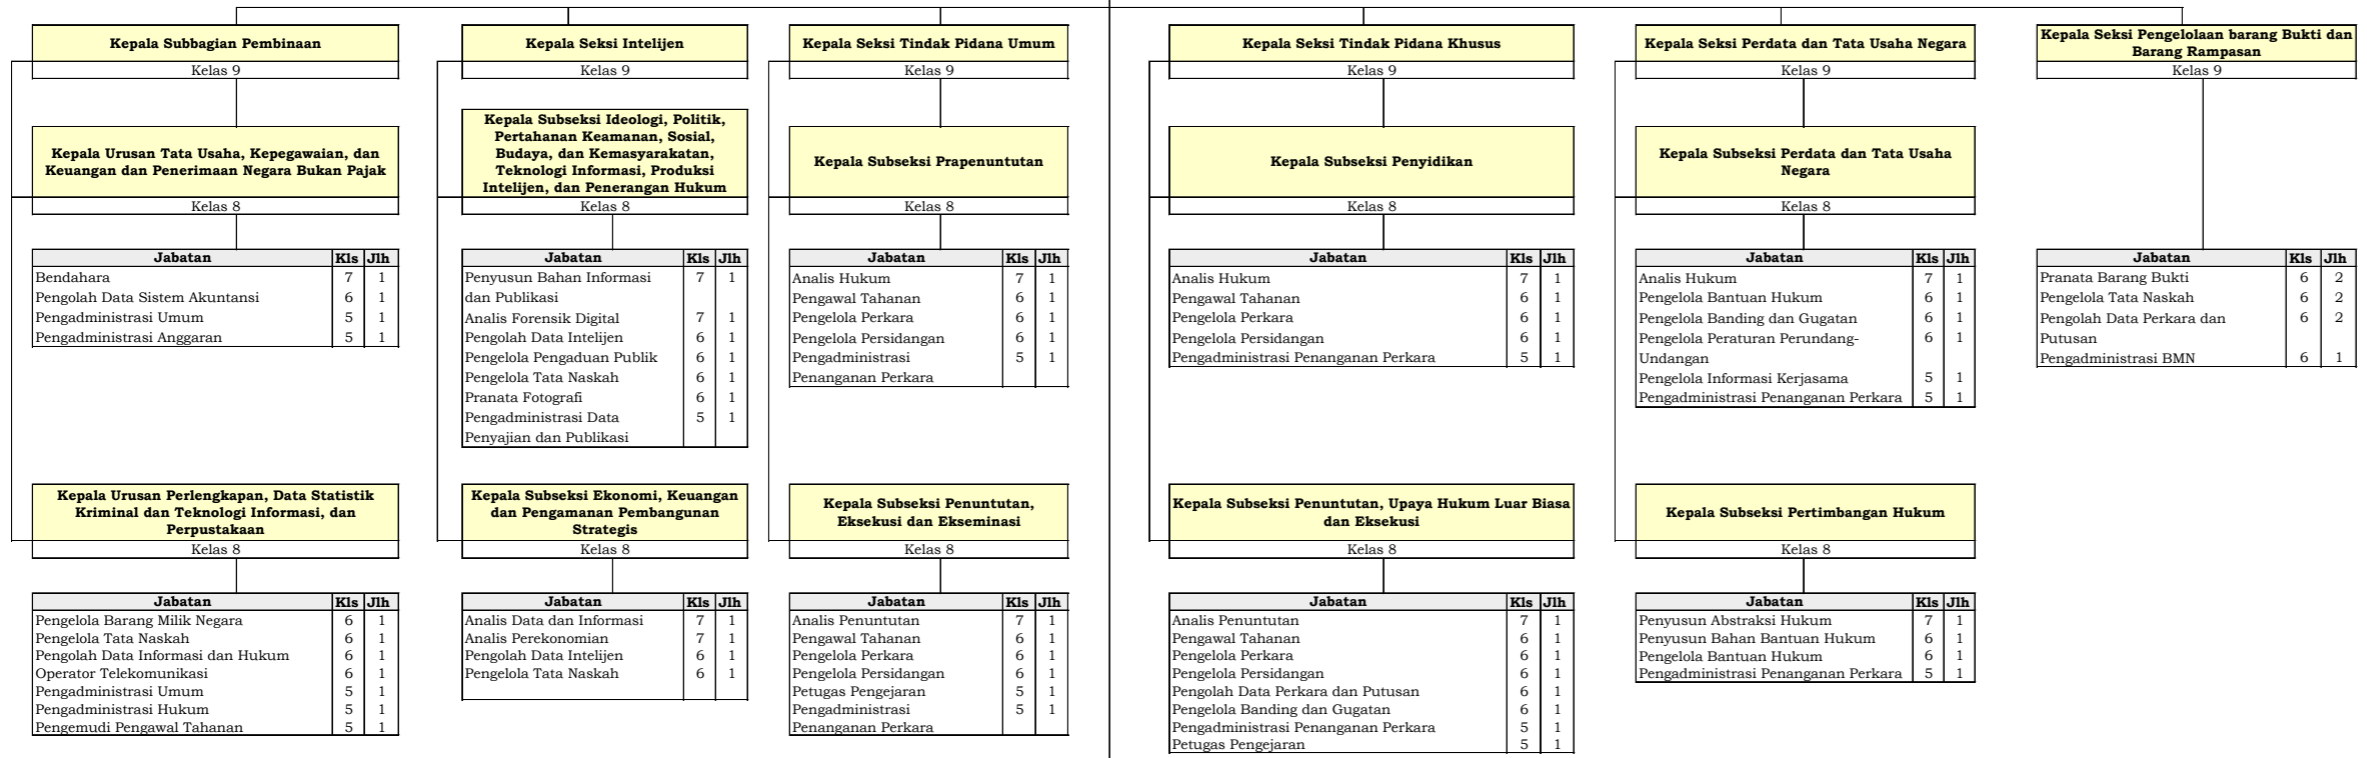 Kepala Subbagian Pembinaan
Kelas 9
Kepala Seksi Intelijen
Kelas 9
Kepala Seksi Tindak Pidana Umum
Kelas 9
Kepala Seksi Tindak Pidana Khusus
Kelas 9
Kepala Seksi Perdata dan Tata Usaha Negara
Kelas 9
Kepala Seksi Pengelolaan barang Bukti dan
Barang Rampasan
Kelas 9
Kepala Urusan Tata Usaha, Kepegawaian, dan
Keuangan dan Penerimaan Negara Bukan Pajak
Kelas 8
Kepala Subseksi Ideologi, Politik,
Pertahanan Keamanan, Sosial,
Budaya, dan Kemasyarakatan,
Teknologi Informasi, Produksi
Intelijen, dan Penerangan Hukum
Kelas 8
Kepala Subseksi Prapenuntutan
Kelas 8
Kepala Subseksi Penyidikan
Kelas 8
Kepala Subseksi Perdata dan Tata Usaha
Negara
Kelas 8
Jabatan Kls Jlh
Bendahara 7 1
Pengolah Data Sistem Akuntansi 6 1
Pengadministrasi Umum 5 1
Pengadministrasi Anggaran 5 1
Jabatan Kls Jlh
Penyusun Bahan Informasi 7 1
dan Publikasi
Analis Forensik Digital 7 1
Pengolah Data Intelijen 6 1
Pengelola Pengaduan Publik 6 1
Pengelola Tata Naskah 6 1
Pranata Fotografi 6 1
Pengadministrasi Data 5 1
Penyajian dan Publikasi
Jabatan Kls Jlh
Analis Hukum 7 1
Pengawal Tahanan 6 1
Pengelola Perkara 6 1
Pengelola Persidangan 6 1
Pengadministrasi 5 1
Penanganan Perkara
Jabatan Kls Jlh
Analis Hukum 7 1
Pengawal Tahanan 6 1
Pengelola Perkara 6 1
Pengelola Persidangan 6 1
Pengadministrasi Penanganan Perkara 5 1
Jabatan Kls Jlh
Analis Hukum 7 1
Pengelola Bantuan Hukum 6 1
Pengelola Banding dan Gugatan 6 1
Pengelola Peraturan Perundang- 6 1
Undangan
Pengelola Informasi Kerjasama 5 1
Pengadministrasi Penanganan Perkara 5 1
Jabatan Kls Jlh
Pranata Barang Bukti 6 2
Pengelola Tata Naskah 6 2
Pengolah Data Perkara dan 6 2
Putusan
Pengadministrasi BMN 6 1
Kepala Urusan Perlengkapan, Data Statistik
Kriminal dan Teknologi Informasi, dan
Perpustakaan
Kelas 8
Kepala Subseksi Ekonomi, Keuangan
dan Pengamanan Pembangunan
Strategis
Kelas 8
Kepala Subseksi Penuntutan,
Eksekusi dan Ekseminasi
Kelas 8
Kepala Subseksi Penuntutan, Upaya Hukum Luar Biasa
dan Eksekusi
Kelas 8
Kepala Subseksi Pertimbangan Hukum
Kelas 8
Jabatan Kls Jlh
Pengelola Barang Milik Negara 6 1
Pengelola Tata Naskah 6 1
Pengolah Data Informasi dan Hukum 6 1
Operator Telekomunikasi 6 1
Pengadministrasi Umum 5 1
Pengadministrasi Hukum 5 1
Pengemudi Pengawal Tahanan 5 1
Jabatan Kls Jlh
Analis Data dan Informasi 7 1
Analis Perekonomian 7 1
Pengolah Data Intelijen 6 1
Pengelola Tata Naskah 6 1
Jabatan Kls Jlh
Analis Penuntutan 7 1
Pengawal Tahanan 6 1
Pengelola Perkara 6 1
Pengelola Persidangan 6 1
Petugas Pengejaran 5 1
Pengadministrasi 5 1
Penanganan Perkara
Jabatan Kls Jlh
Analis Penuntutan 7 1
Pengawal Tahanan 6 1
Pengelola Perkara 6 1
Pengelola Persidangan 6 1
Pengolah Data Perkara dan Putusan 6 1
Pengelola Banding dan Gugatan 6 1
Pengadministrasi Penanganan Perkara 5 1
Petugas Pengejaran 5 1
Jabatan Kls Jlh
Penyusun Abstraksi Hukum 7 1
Penyusun Bahan Bantuan Hukum 6 1
Pengelola Bantuan Hukum 6 1
Pengadministrasi Penanganan Perkara 5 1